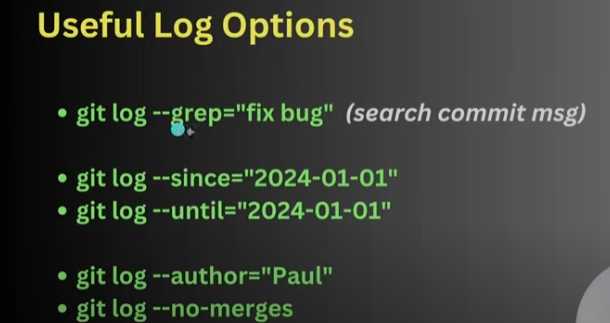 Useful Log Options
• git log --grep="fix bug" (search commit msg)
• git log --since="2024-01-01"
• git log --until="2024-01-01"
• git log --author="Paul"
• git log --no-merges